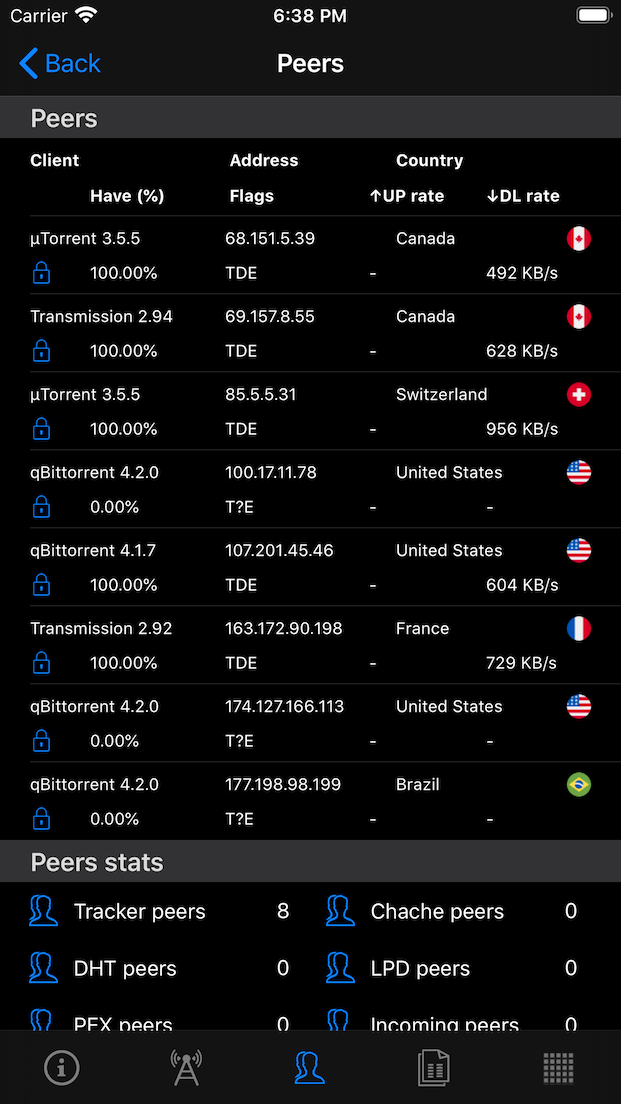 Carrier 6:38 PM
Back Peers
Peers
Client Address Country
Have (%) Flags ↑UP rate ↓DL rate
µTorrent 3.5.5 68.151.5.39 Canada
100.00% TDE - 492 KB/s
Transmission 2.94 69.157.8.55 Canada
100.00% TDE - 628 KB/s
µTorrent 3.5.5 85.5.5.31 Switzerland
100.00% TDE - 956 KB/s
qBittorrent 4.2.0 100.17.11.78 United States
0.00% T?E - -
qBittorrent 4.1.7 107.201.45.46 United States
100.00% TDE - 604 KB/s
Transmission 2.92 163.172.90.198 France
100.00% TDE - 729 KB/s
qBittorrent 4.2.0 174.127.166.113 United States
0.00% T?E - -
qBittorrent 4.2.0 177.198.98.199 Brazil
0.00% T?E - -
Peers stats
Tracker peers 8 Chache peers 0
DHT peers 0 LPD peers 0
PEX peers 0 Incoming peers 0